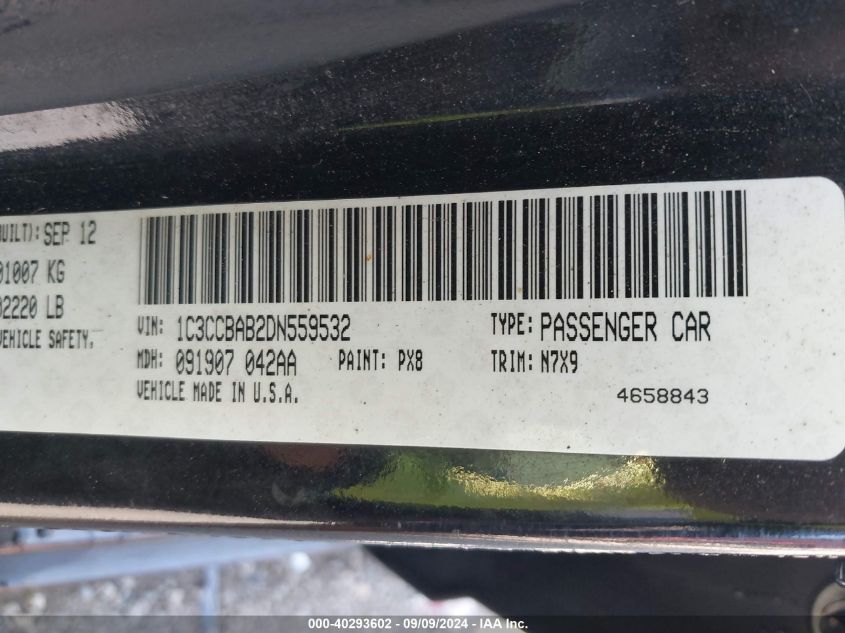 BUILT): SEP 12
01007 KG
02220 LB
VEHICLE SAFETY,
VIN: 1C3CCBAB2DN559532
TYPE: PASSENGER CAR
MDH: 091907 042AA
PAINT: PX8
TRIM: N7X9
VEHICLE MADE IN U.S.A.
4658843
000-40293602 - 09/09/2024 - IAA Inc.